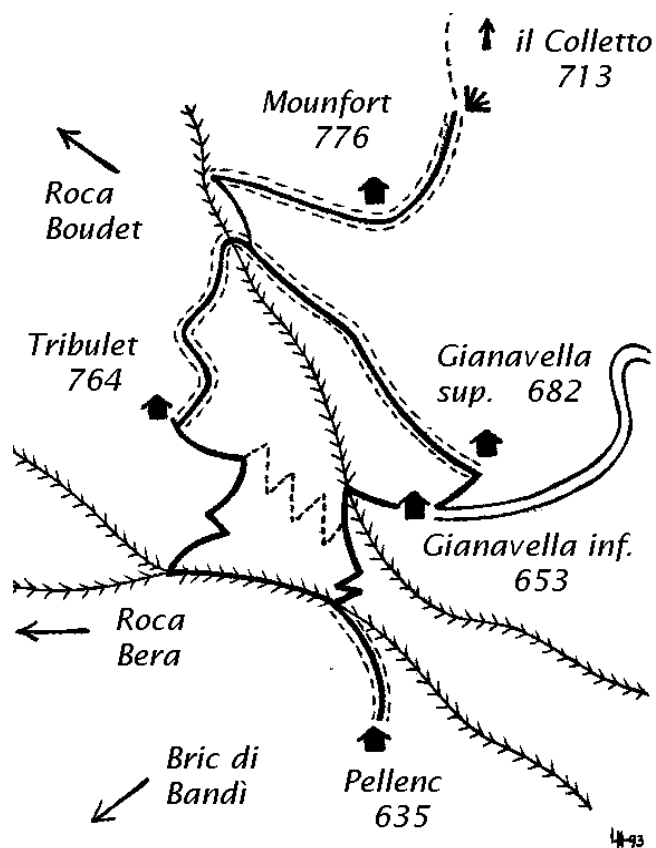 il Colletto
713
Mounfort
776
Roca
Boudet
Tribulet
764
Gianavella
sup. 682
Gianavella inf.
653
Roca
Bera
Bric di
Bandì
Pellenc
635